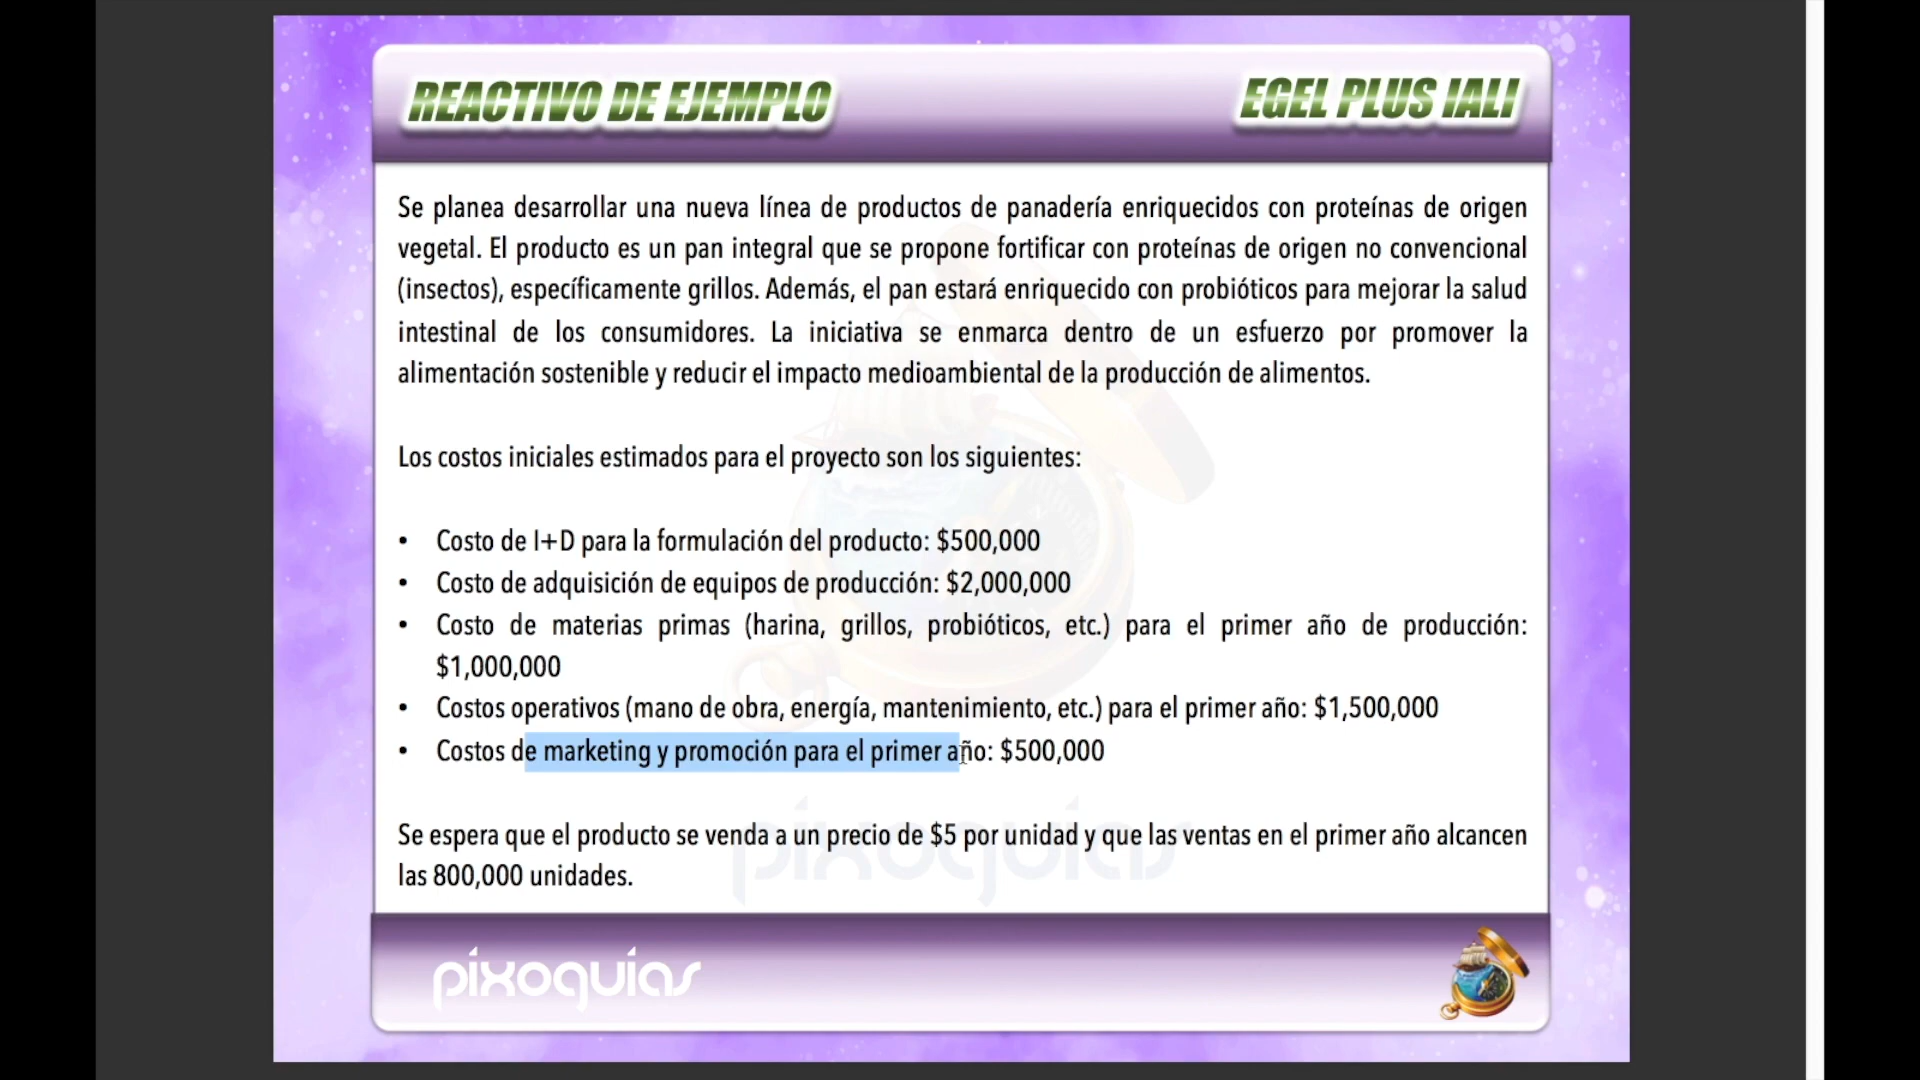 REACTIVO DE EJEMPLO
EGEL PLUS IALI
Se planea desarrollar una nueva línea de productos de panadería enriquecidos con proteínas de origen
vegetal. El producto es un pan integral que se propone fortificar con proteínas de origen no convencional
(insectos), específicamente grillos. Además, el pan estará enriquecido con probióticos para mejorar la salud
intestinal de los consumidores. La iniciativa se enmarca dentro de un esfuerzo por promover la
alimentación sostenible y reducir el impacto medioambiental de la producción de alimentos.
Los costos iniciales estimados para el proyecto son los siguientes:
• Costo de I+D para la formulación del producto: $500,000
• Costo de adquisición de equipos de producción: $2,000,000
• Costo de materias primas (harina, grillos, probióticos, etc.) para el primer año de producción:
$1,000,000
• Costos operativos (mano de obra, energía, mantenimiento, etc.) para el primer año: $1,500,000
• Costos de marketing y promoción para el primer año: $500,000
Se espera que el producto se venda a un precio de $5 por unidad y que las ventas en el primer año alcancen
las 800,000 unidades.
pixoguías
pixoguías